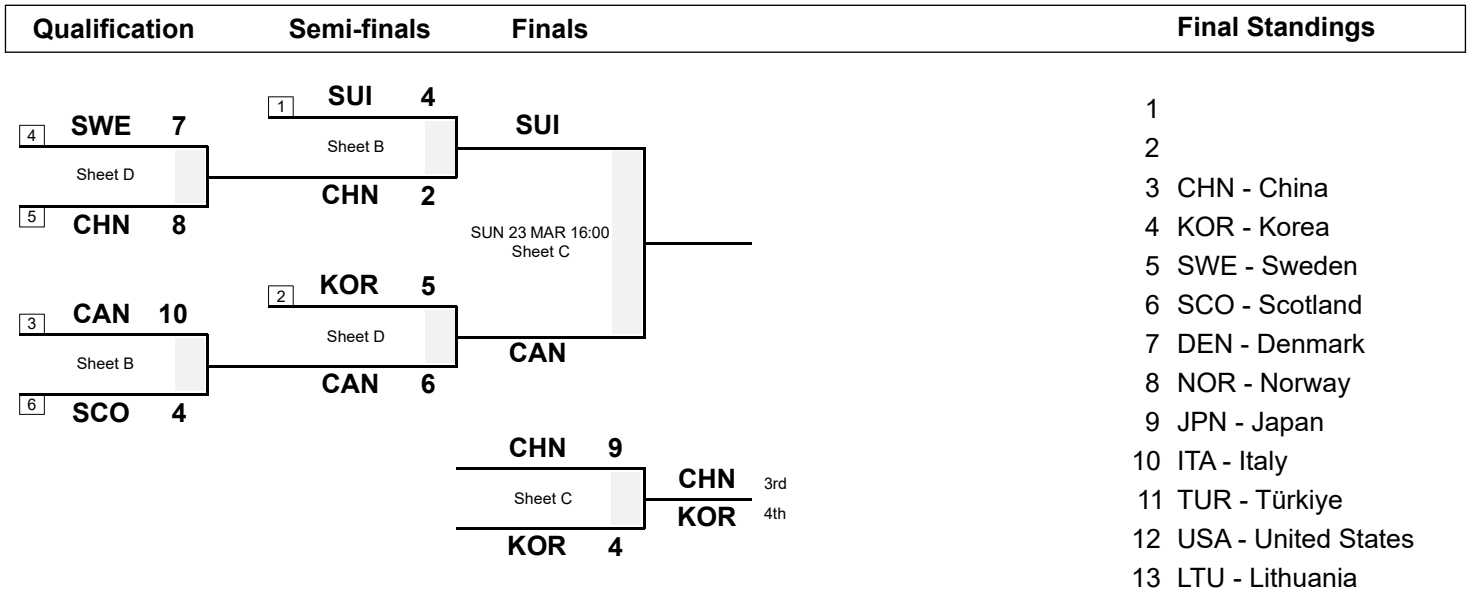 Qualification Semi-finals Finals Final Standings
1 SUI 4
4 SWE 7
Sheet B
Sheet D
CHN 2
5 CHN 8
SUI
SUN 23 MAR 16:00
Sheet C
2 KOR 5
3 CAN 10
Sheet D
Sheet B
CAN 6
6 SCO 4
CAN
CHN 9
Sheet C
KOR 4
CHN 3rd
KOR 4th
1
2
3 CHN - China
4 KOR - Korea
5 SWE - Sweden
6 SCO - Scotland
7 DEN - Denmark
8 NOR - Norway
9 JPN - Japan
10 ITA - Italy
11 TUR - Türkiye
12 USA - United States
13 LTU - Lithuania